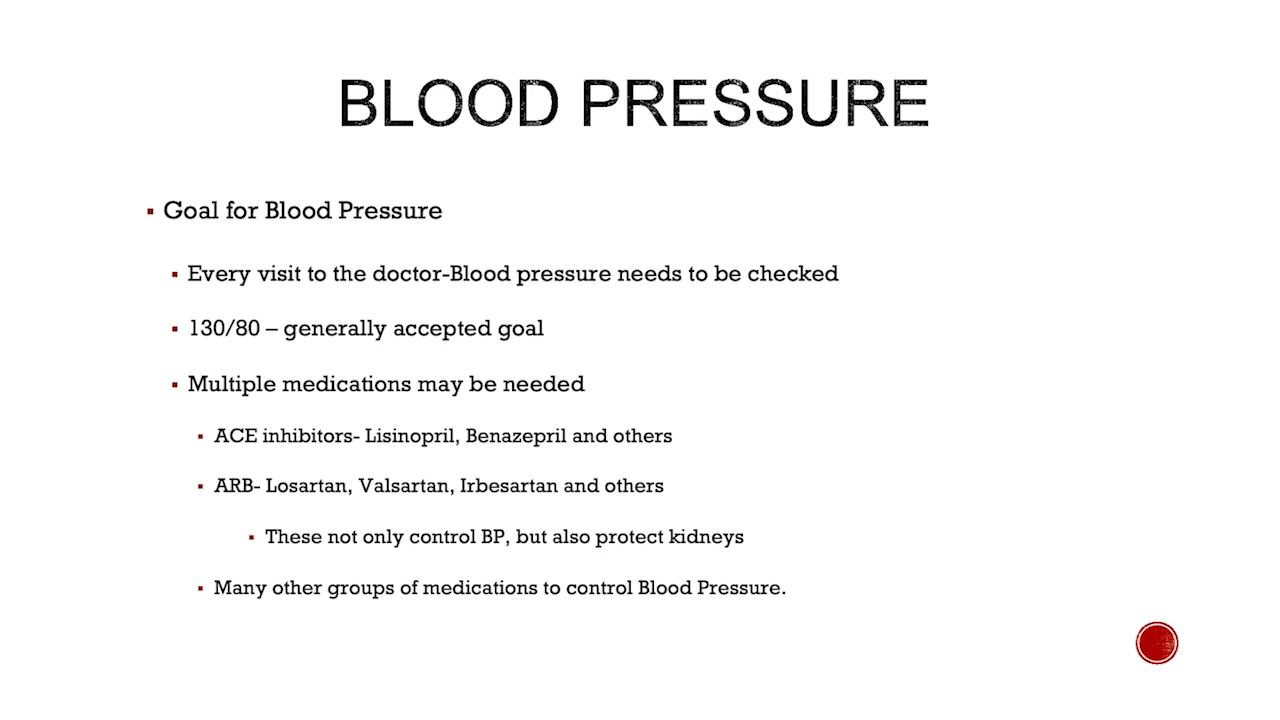 BLOOD PRESSURE
Goal for Blood Pressure
Every visit to the doctor-Blood pressure needs to be checked
130/80 – generally accepted goal
Multiple medications may be needed
ACE inhibitors- Lisinopril, Benazepril and others
ARB- Losartan, Valsartan, Irbesartan and others
These not only control BP, but also protect kidneys
Many other groups of medications to control Blood Pressure.